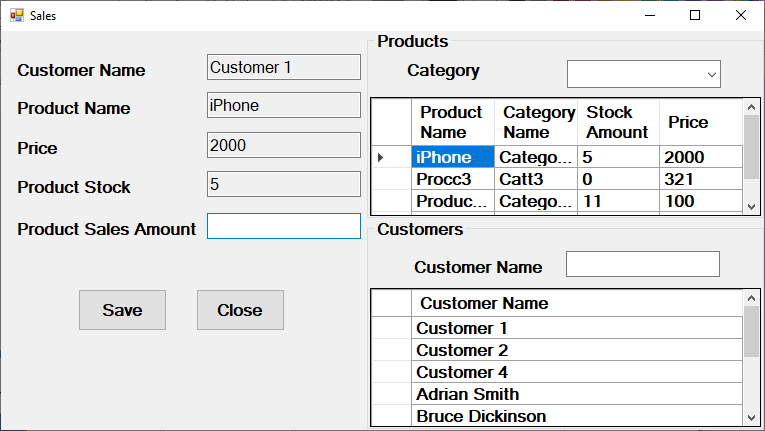 Sales
Customer Name Customer 1
Product Name iPhone
Price 2000
Product Stock 5
Product Sales Amount
Save Close
Products
Category
Product Name Category Name Stock Amount Price
iPhone Catego... 5 2000
Procc3 Catt3 0 321
Produc... Catego... 11 100
Customers
Customer Name
Customer Name
Customer 1
Customer 2
Customer 4
Adrian Smith
Bruce Dickinson